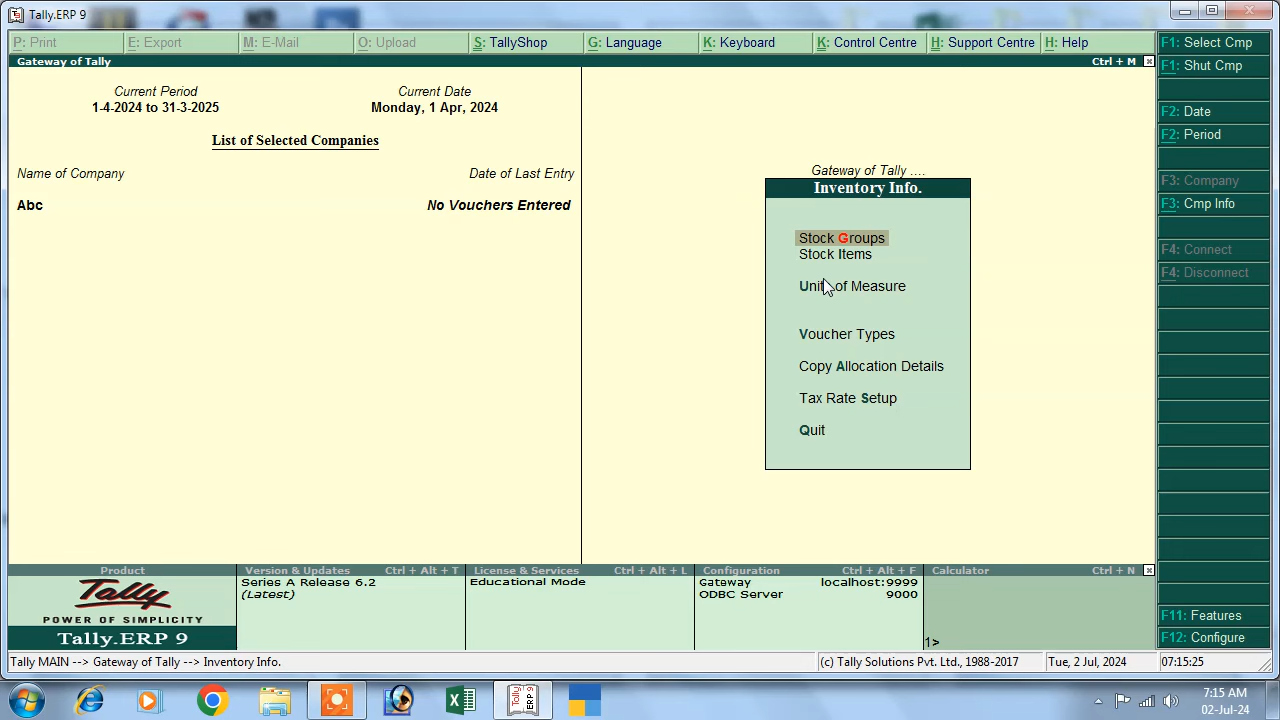 Tally.ERP 9
P: Print E: Export M: E-Mail O: Upload S: TallyShop G: Language K: Keyboard K: Control Centre H: Support Centre H: Help
Gateway of Tally Ctrl + M
Current Period Current Date
1-4-2024 to 31-3-2025 Monday, 1 Apr, 2024
List of Selected Companies
Name of Company Date of Last Entry
Abc No Vouchers Entered
Gateway of Tally ....
Inventory Info.
Stock Groups
Stock Items
Units of Measure
Voucher Types
Copy Allocation Details
Tax Rate Setup
Quit
F1: Select Cmp
F1: Shut Cmp
F2: Date
F2: Period
F3: Company
F3: Cmp Info
F4: Connect
F4: Disconnect
F11: Features
F12: Configure
Product
Tally
POWER OF SIMPLICITY
Tally.ERP 9
Version & Updates Ctrl + Alt + T
Series A Release 6.2
(Latest)
License & Services Ctrl + Alt + L
Educational Mode
Configuration Ctrl + Alt + F
Gateway localhost:9999
ODBC Server 9000
Calculator Ctrl + N
1>
Tally MAIN --> Gateway of Tally --> Inventory Info. (c) Tally Solutions Pvt. Ltd., 1988-2017 Tue, 2 Jul, 2024 07:15:25
7:15 AM
02-Jul-24